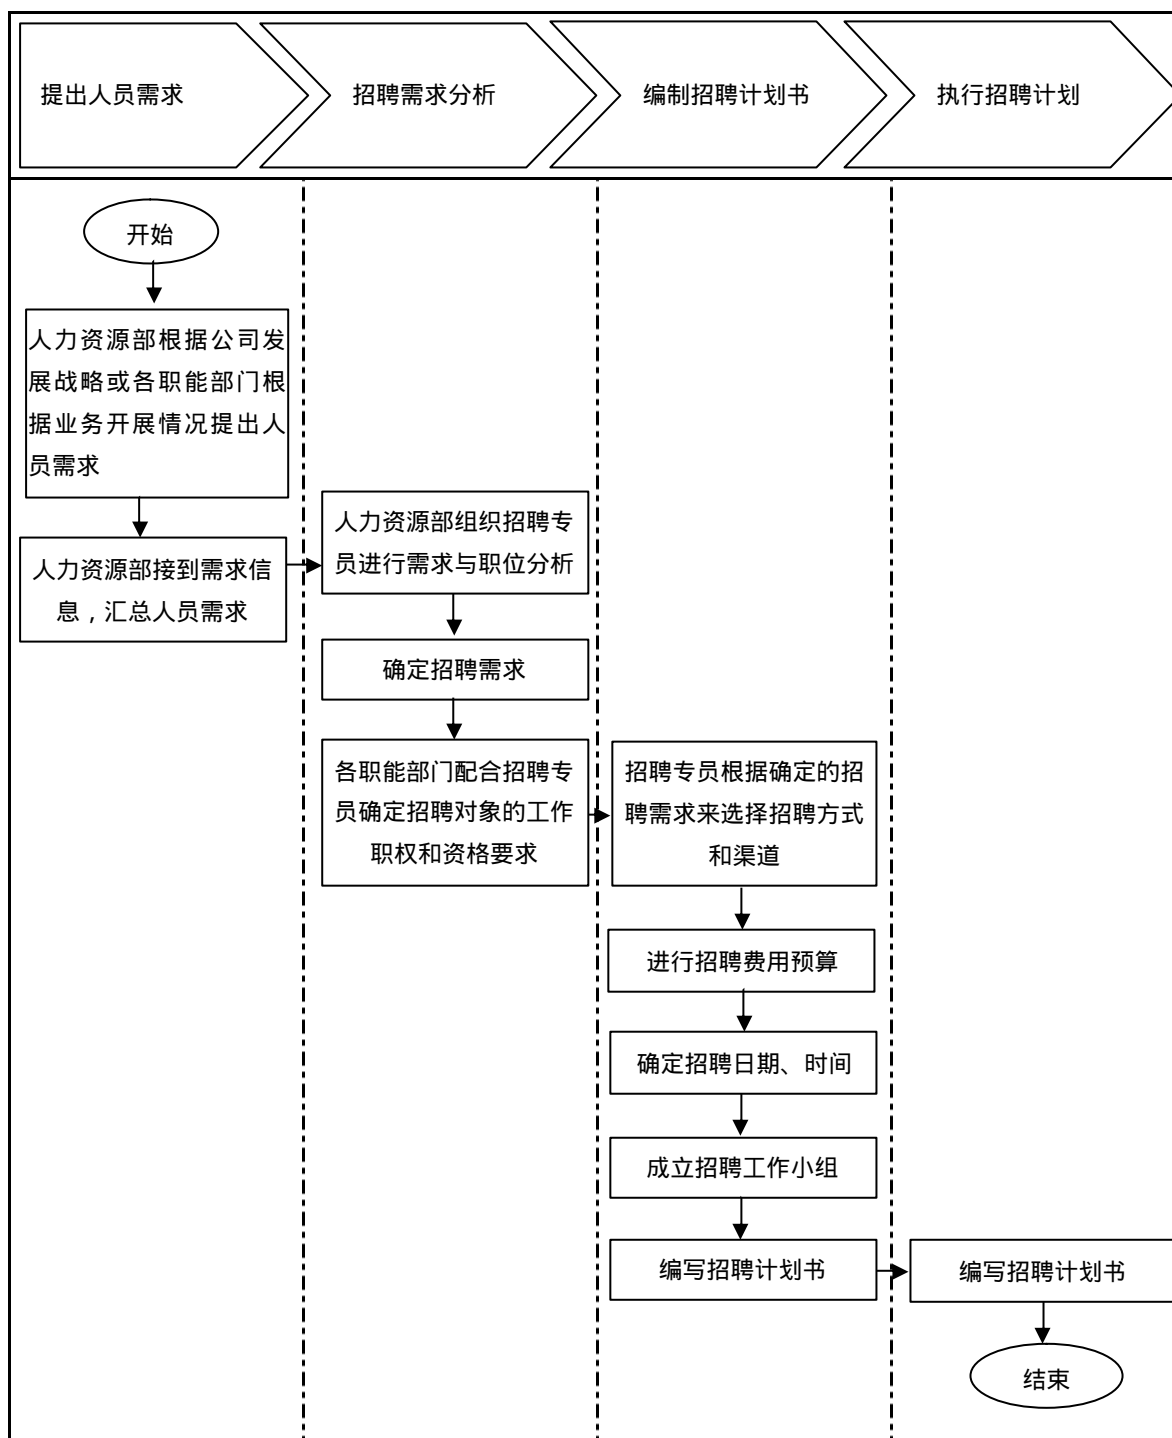 提出人员需求
招聘需求分析
编制招聘计划书
执行招聘计划
开始
人力资源部根据公司发
展战略或各职能部门根
据业务开展情况提出人
员需求
人力资源部接到需求信
息，汇总人员需求
人力资源部组织招聘专
员进行需求与职位分析
确定招聘需求
各职能部门配合招聘专
员确定招聘对象的工作
职权和资格要求
招聘专员根据确定的招
聘需求来选择招聘方式
和渠道
进行招聘费用预算
确定招聘日期、时间
成立招聘工作小组
编写招聘计划书
编写招聘计划书
结束